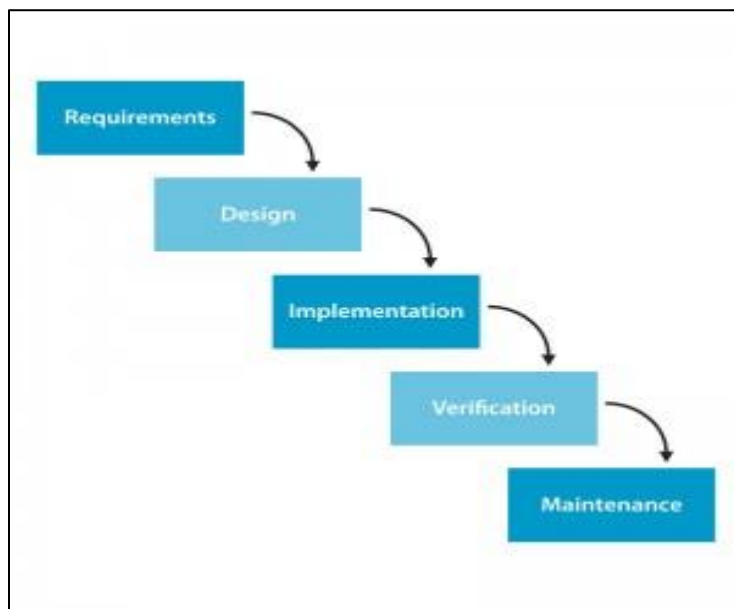 Requirements
Design
Implementation
Verification
Maintenance